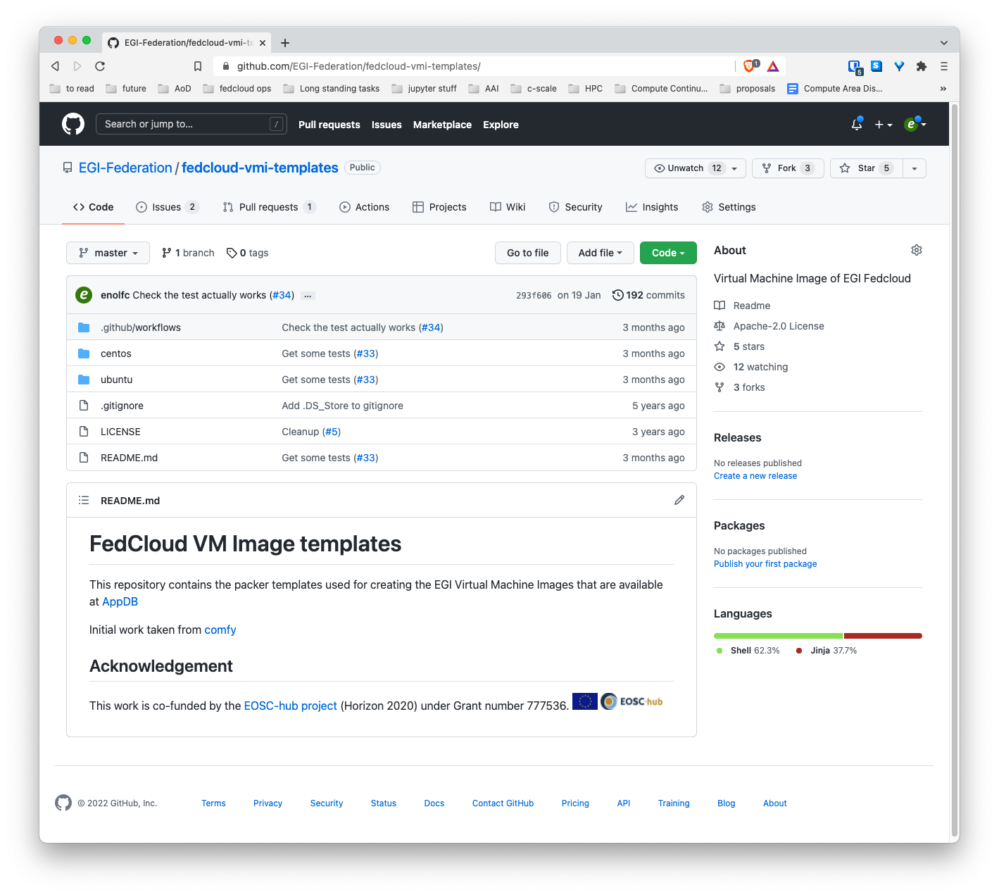 EGI-Federation/fedcloud-vmi-te
github.com/EGI-Federation/fedcloud-vmi-templates/ 1 5
to read future AoD fedcloud ops Long standing tasks jupyter stuff AAI c-scale HPC Compute Continu... proposals Compute Area Dis... »
Search or jump to... / Pull requests Issues Marketplace Explore
EGI-Federation / fedcloud-vmi-templates Public Unwatch 12 Fork 3 Star 5
Code Issues 2 Pull requests 1 Actions Projects Wiki Security Insights Settings
master 1 branch 0 tags Go to file Add file Code
enolfc Check the test actually works (#34) ... 293f606 on 19 Jan 192 commits
.github/workflows Check the test actually works (#34) 3 months ago
centos Get some tests (#33) 3 months ago
ubuntu Get some tests (#33) 3 months ago
.gitignore Add .DS_Store to gitignore 5 years ago
LICENSE Cleanup (#5) 3 years ago
README.md Get some tests (#33) 3 months ago
README.md
FedCloud VM Image templates
This repository contains the packer templates used for creating the EGI Virtual Machine Images that are available
at AppDB
Initial work taken from comfy
Acknowledgement
This work is co-funded by the EOSC-hub project (Horizon 2020) under Grant number 777536. EOSC-hub
About
Virtual Machine Image of EGI Fedcloud
Readme
Apache-2.0 License
5 stars
12 watching
3 forks
Releases
No releases published
Create a new release
Packages
No packages published
Publish your first package
Languages
Shell 62.3% Jinja 37.7%
© 2022 GitHub, Inc. Terms Privacy Security Status Docs Contact GitHub Pricing API Training Blog About